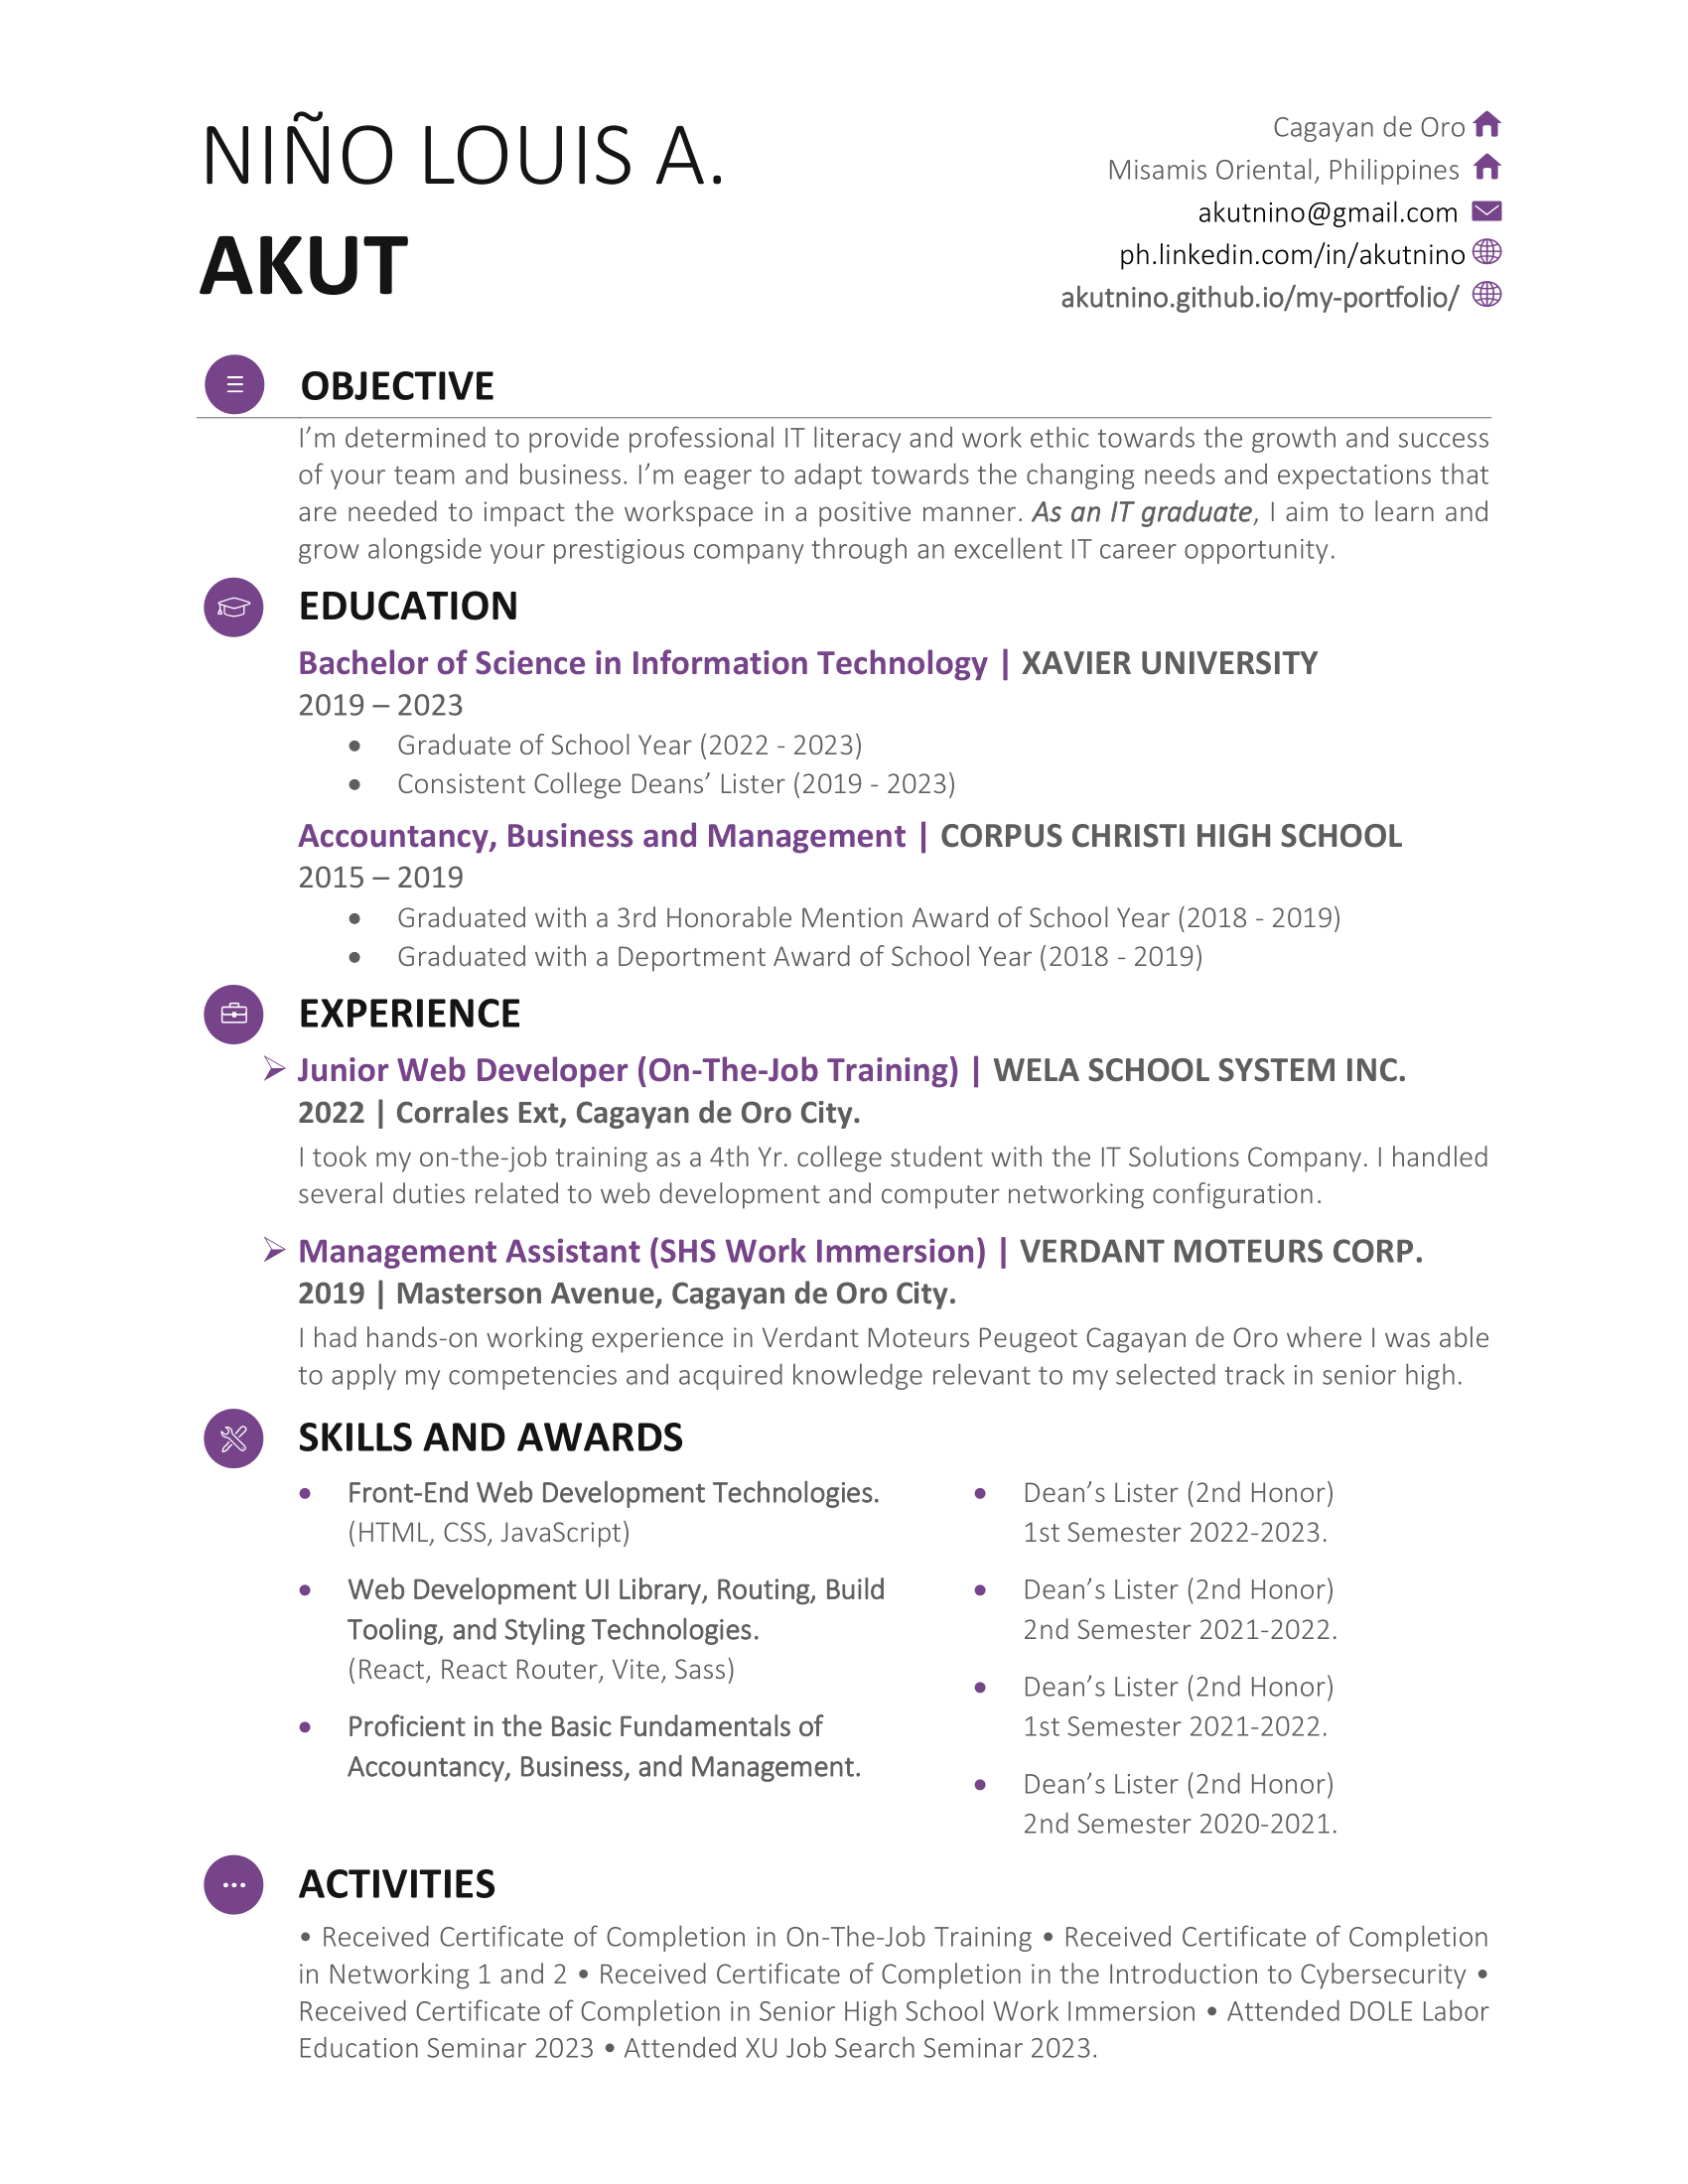 NIÑO LOUIS A.
AKUT
Cagayan de Oro
Misamis Oriental, Philippines
akutnino@gmail.com
ph.linkedin.com/in/akutnino
akutnino.github.io/my-portfolio/
OBJECTIVE
I’m determined to provide professional IT literacy and work ethic towards the growth and success
of your team and business. I’m eager to adapt towards the changing needs and expectations that
are needed to impact the workspace in a positive manner. As an IT graduate, I aim to learn and
grow alongside your prestigious company through an excellent IT career opportunity.
EDUCATION
Bachelor of Science in Information Technology | XAVIER UNIVERSITY
2019 – 2023
• Graduate of School Year (2022 - 2023)
• Consistent College Deans’ Lister (2019 - 2023)
Accountancy, Business and Management | CORPUS CHRISTI HIGH SCHOOL
2015 – 2019
• Graduated with a 3rd Honorable Mention Award of School Year (2018 - 2019)
• Graduated with a Deportment Award of School Year (2018 - 2019)
EXPERIENCE
➢ Junior Web Developer (On-The-Job Training) | WELA SCHOOL SYSTEM INC.
2022 | Corrales Ext, Cagayan de Oro City.
I took my on-the-job training as a 4th Yr. college student with the IT Solutions Company. I handled
several duties related to web development and computer networking configuration.
➢ Management Assistant (SHS Work Immersion) | VERDANT MOTEURS CORP.
2019 | Masterson Avenue, Cagayan de Oro City.
I had hands-on working experience in Verdant Moteurs Peugeot Cagayan de Oro where I was able
to apply my competencies and acquired knowledge relevant to my selected track in senior high.
SKILLS AND AWARDS
• Front-End Web Development Technologies.
(HTML, CSS, JavaScript)
• Web Development UI Library, Routing, Build
Tooling, and Styling Technologies.
(React, React Router, Vite, Sass)
• Proficient in the Basic Fundamentals of
Accountancy, Business, and Management.
• Dean’s Lister (2nd Honor)
1st Semester 2022-2023.
• Dean’s Lister (2nd Honor)
2nd Semester 2021-2022.
• Dean’s Lister (2nd Honor)
1st Semester 2021-2022.
• Dean’s Lister (2nd Honor)
2nd Semester 2020-2021.
ACTIVITIES
• Received Certificate of Completion in On-The-Job Training • Received Certificate of Completion
in Networking 1 and 2 • Received Certificate of Completion in the Introduction to Cybersecurity •
Received Certificate of Completion in Senior High School Work Immersion • Attended DOLE Labor
Education Seminar 2023 • Attended XU Job Search Seminar 2023.